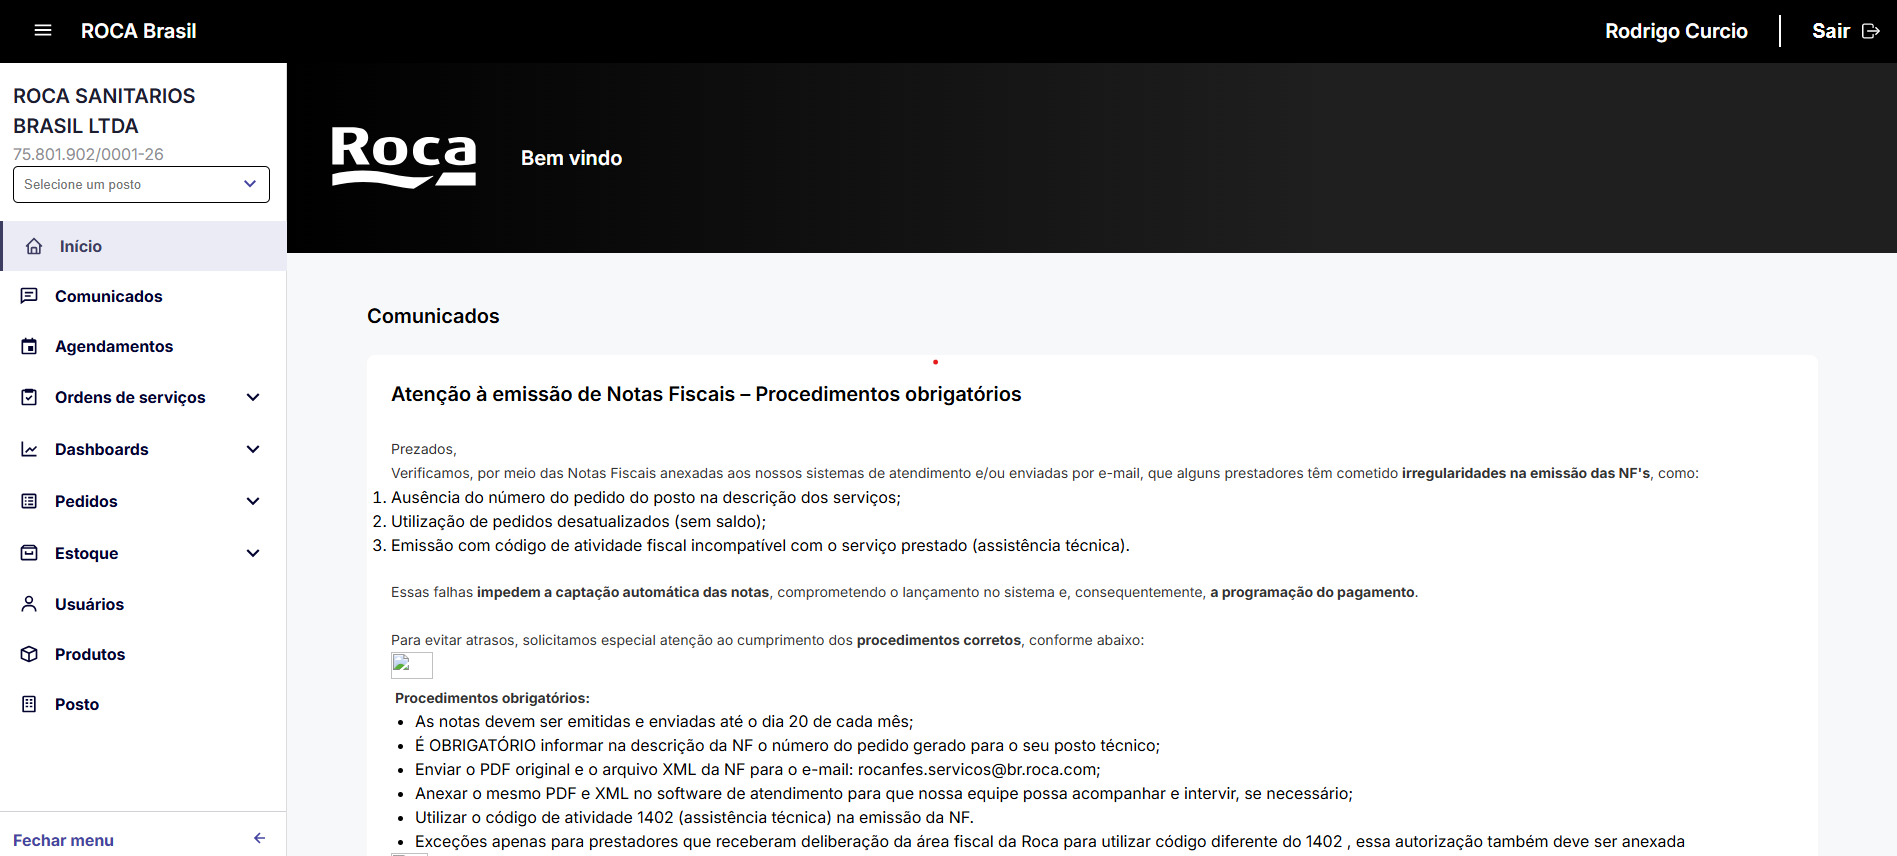 ROCA Brasil
Rodrigo Curcio
Sair
ROCA SANITARIOS
BRASIL LTDA
75.801.902/0001-26
Selecione um posto
Início
Comunicados
Agendamentos
Ordens de serviços
Dashboards
Pedidos
Estoque
Usuários
Produtos
Posto
Fechar menu
Roca
Bem vindo
Comunicados
Atenção à emissão de Notas Fiscais – Procedimentos obrigatórios
Prezados,
Verificamos, por meio das Notas Fiscais anexadas aos nossos sistemas de atendimento e/ou enviadas por e-mail, que alguns prestadores têm cometido irregularidades na emissão das NF's, como:
1. Ausência do número do pedido do posto na descrição dos serviços;
2. Utilização de pedidos desatualizados (sem saldo);
3. Emissão com código de atividade fiscal incompatível com o serviço prestado (assistência técnica).
Essas falhas impedem a captação automática das notas, comprometendo o lançamento no sistema e, consequentemente, a programação do pagamento.
Para evitar atrasos, solicitamos especial atenção ao cumprimento dos procedimentos corretos, conforme abaixo:
Procedimentos obrigatórios:
• As notas devem ser emitidas e enviadas até o dia 20 de cada mês;
• É OBRIGATÓRIO informar na descrição da NF o número do pedido gerado para o seu posto técnico;
• Enviar o PDF original e o arquivo XML da NF para o e-mail: rocanfes.servicos@br.roca.com;
• Anexar o mesmo PDF e XML no software de atendimento para que nossa equipe possa acompanhar e intervir, se necessário;
• Utilizar o código de atividade 1402 (assistência técnica) na emissão da NF.
• Exceções apenas para prestadores que receberam deliberação da área fiscal da Roca para utilizar código diferente do 1402 , essa autorização também deve ser anexada